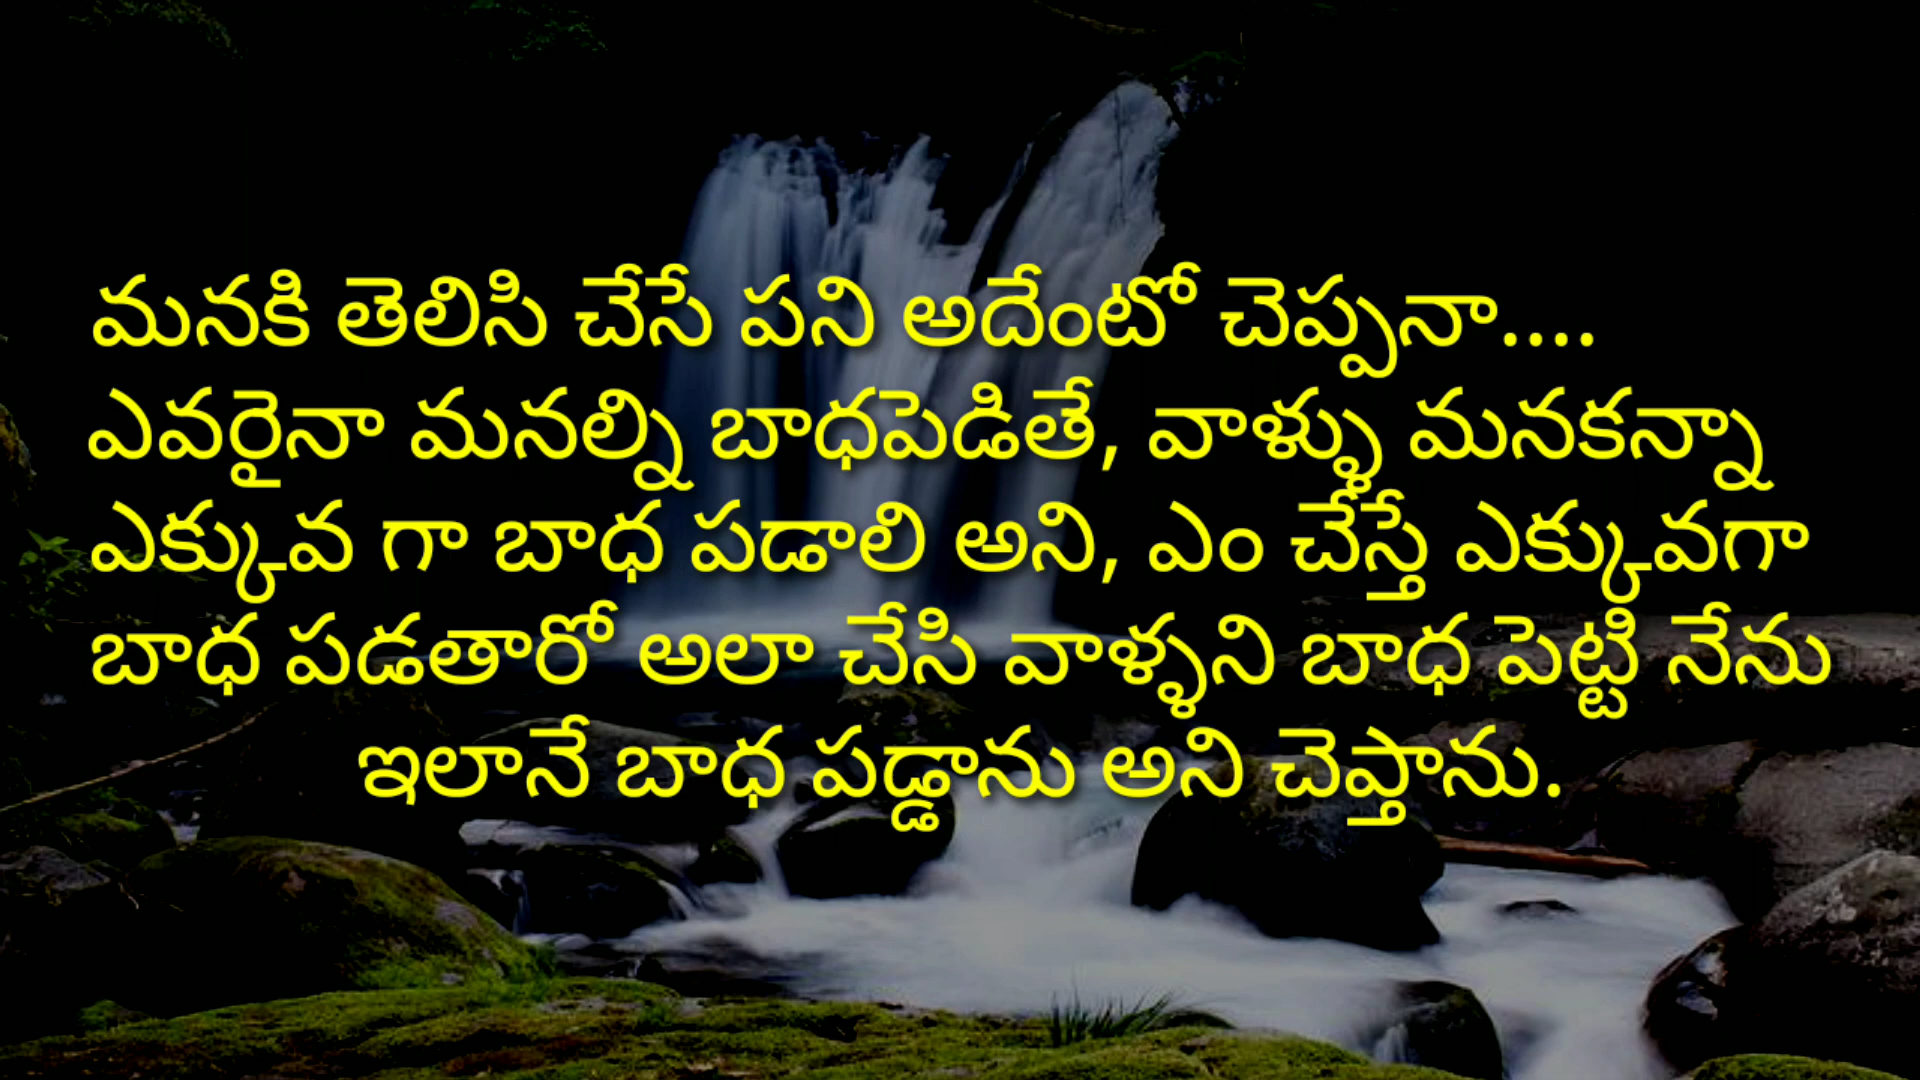 మనకి తెలిసి చేసే పని అదేంటో చెప్పనా....
ఎవరైనా మనల్ని బాధపెడితే, వాళ్ళు మనకన్నా
ఎక్కువ గా బాధ పడాలి అని, ఎం చేస్తే ఎక్కువగా
బాధ పడతారో అలా చేసి వాళ్ళని బాధ పెట్టి నేను
ఇలానే బాధ పడ్డాను అని చెప్తాను.